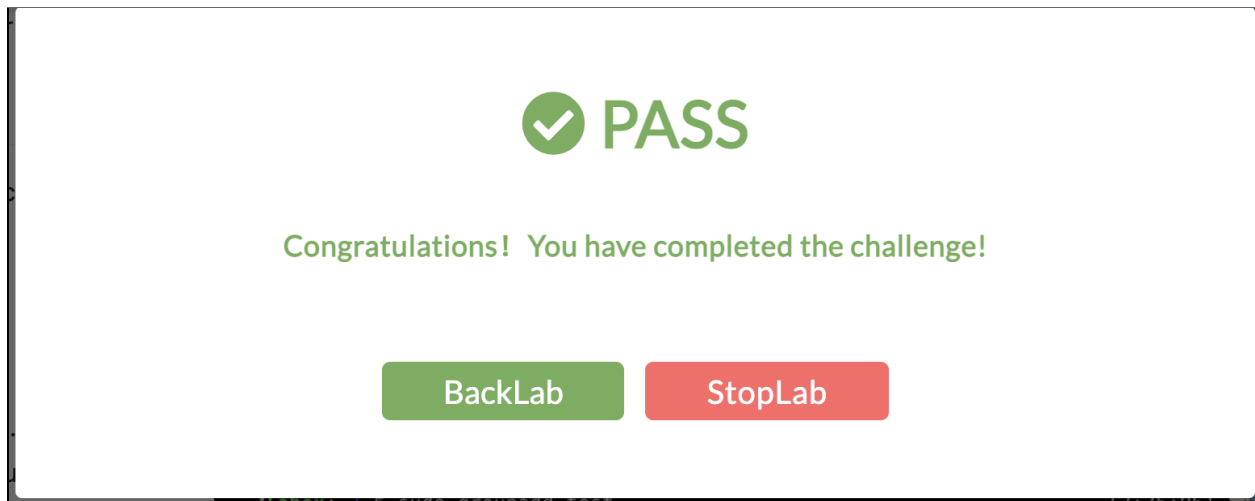 PASS
Congratulations！ You have completed the challenge!
BackLab
StopLab